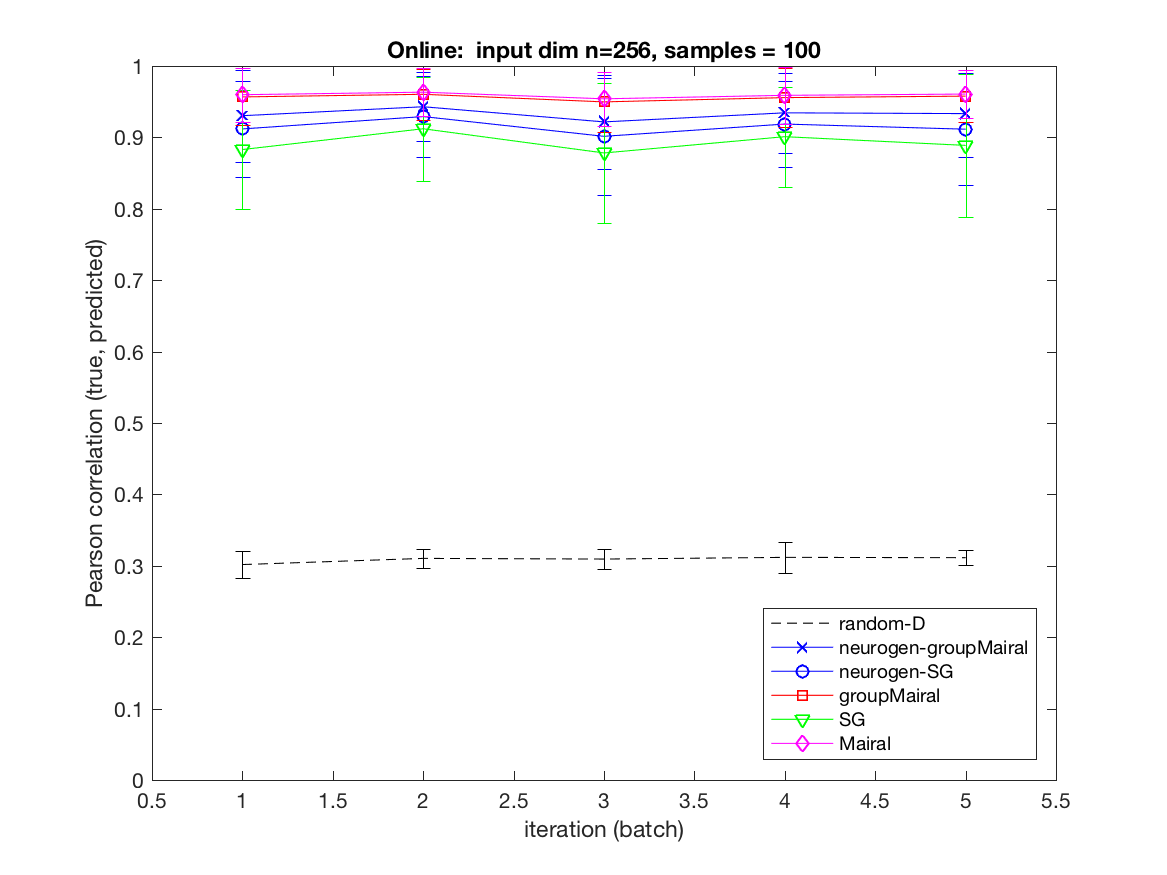 Online:  input dim n=256, samples = 100
1
0.9
0.8
0.7
0.6
0.5
0.4
0.3
0.2
0.1
0
Pearson correlation (true, predicted)
random-D
neurogen-groupMairal
neurogen-SG
groupMairal
SG
Mairal
0.5 1 1.5 2 2.5 3 3.5 4 4.5 5 5.5
iteration (batch)